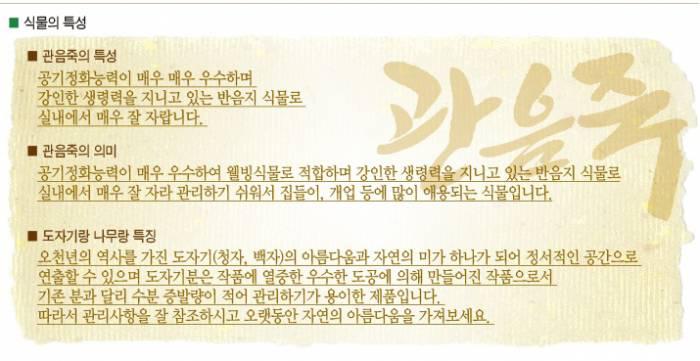 ■ 식물의 특성
■ 관음죽의 특성
공기정화능력이 매우 매우 우수하며
강인한 생령력을 지니고 있는 반음지 식물로
실내에서 매우 잘 자랍니다.
관음죽
■ 관음죽의 의미
공기정화능력이 매우 우수하여 웰빙식물로 적합하며 강인한 생령력을 지니고 있는 반음지 식물로
실내에서 매우 잘 자라 관리하기 쉬워서 집들이, 개업 등에 많이 애용되는 식물입니다.
■ 도자기랑 나무랑 특징
오천년의 역사를 가진 도자기(청자, 백자)의 아름다움과 자연의 미가 하나가 되어 정서적인 공간으로
연출할 수 있으며 도자기분은 작품에 열중한 우수한 도공에 의해 만들어진 작품으로서
기존 분과 달리 수분 증발량이 적어 관리하기가 용이한 제품입니다.
따라서 관리사항을 잘 참조하시고 오랫동안 자연의 아름다움을 가져보세요.